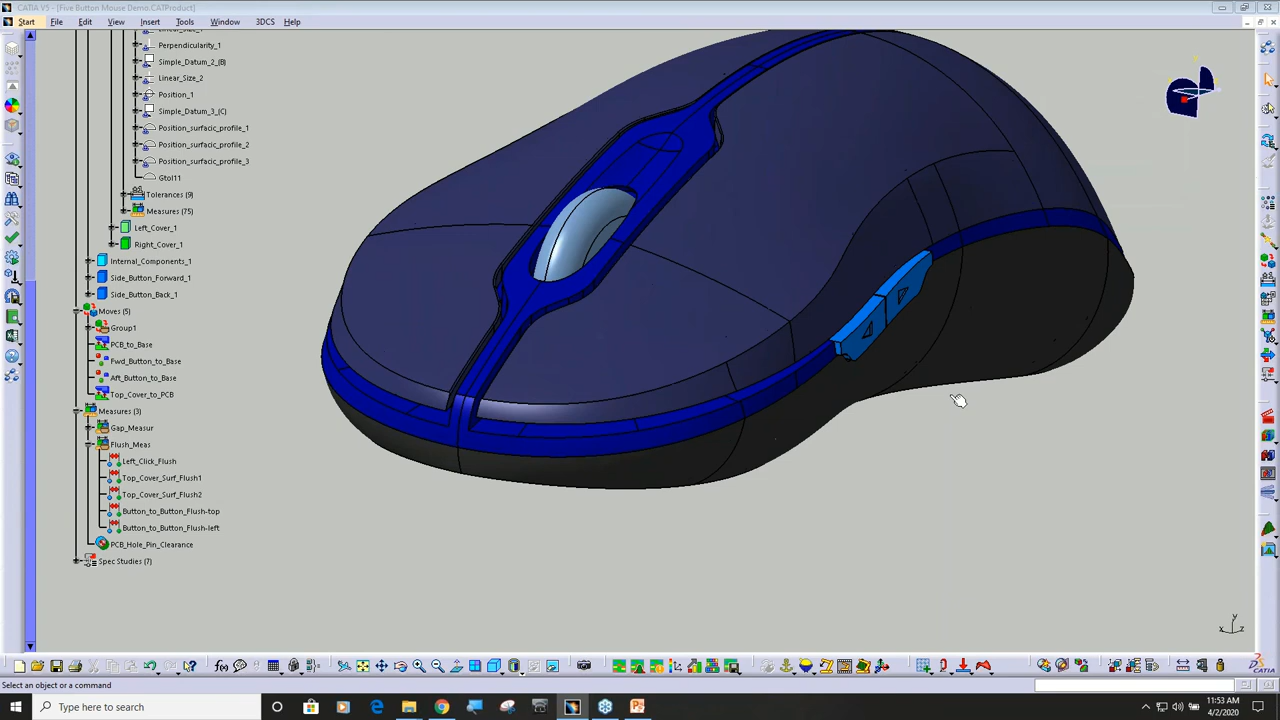 CATIA V5 - [Five Button Mouse Demo.CATProduct]
Start File Edit View Insert Tools 3DCS Help
Linear_Size_1
Perpendicularity_1
Simple_Datum_2_(B)
Linear_Size_2
Position_1
Simple_Datum_3_(C)
Position_surfacic_profile_1
Position_surfacic_profile_2
Position_surfacic_profile_3
Gtol11
Tolerances (9)
Measures (75)
Left_Cover_1
Right_Cover_1
Internal_Components_1
Side_Button_Forward_1
Side_Button_Back_1
Moves (5)
Group1
PCB_to_Base
Fwd_Button_to_Base
Aft_Button_to_Base
Top_Cover_to_PCB
Measures (3)
Gap_Measur
Flush_Meas
Left_Click_Flush
Top_Cover_Surf_Flush1
Top_Cover_Surf_Flush2
Button_to_Button_Flush-top
Button_to_Button_Flush-left
PCB_Hole_Pin_Clearance
Spec Studies (7)
y
x z
f(x)
CATIA
Select an object or a command
Type here to search
11:53 AM
4/2/2020